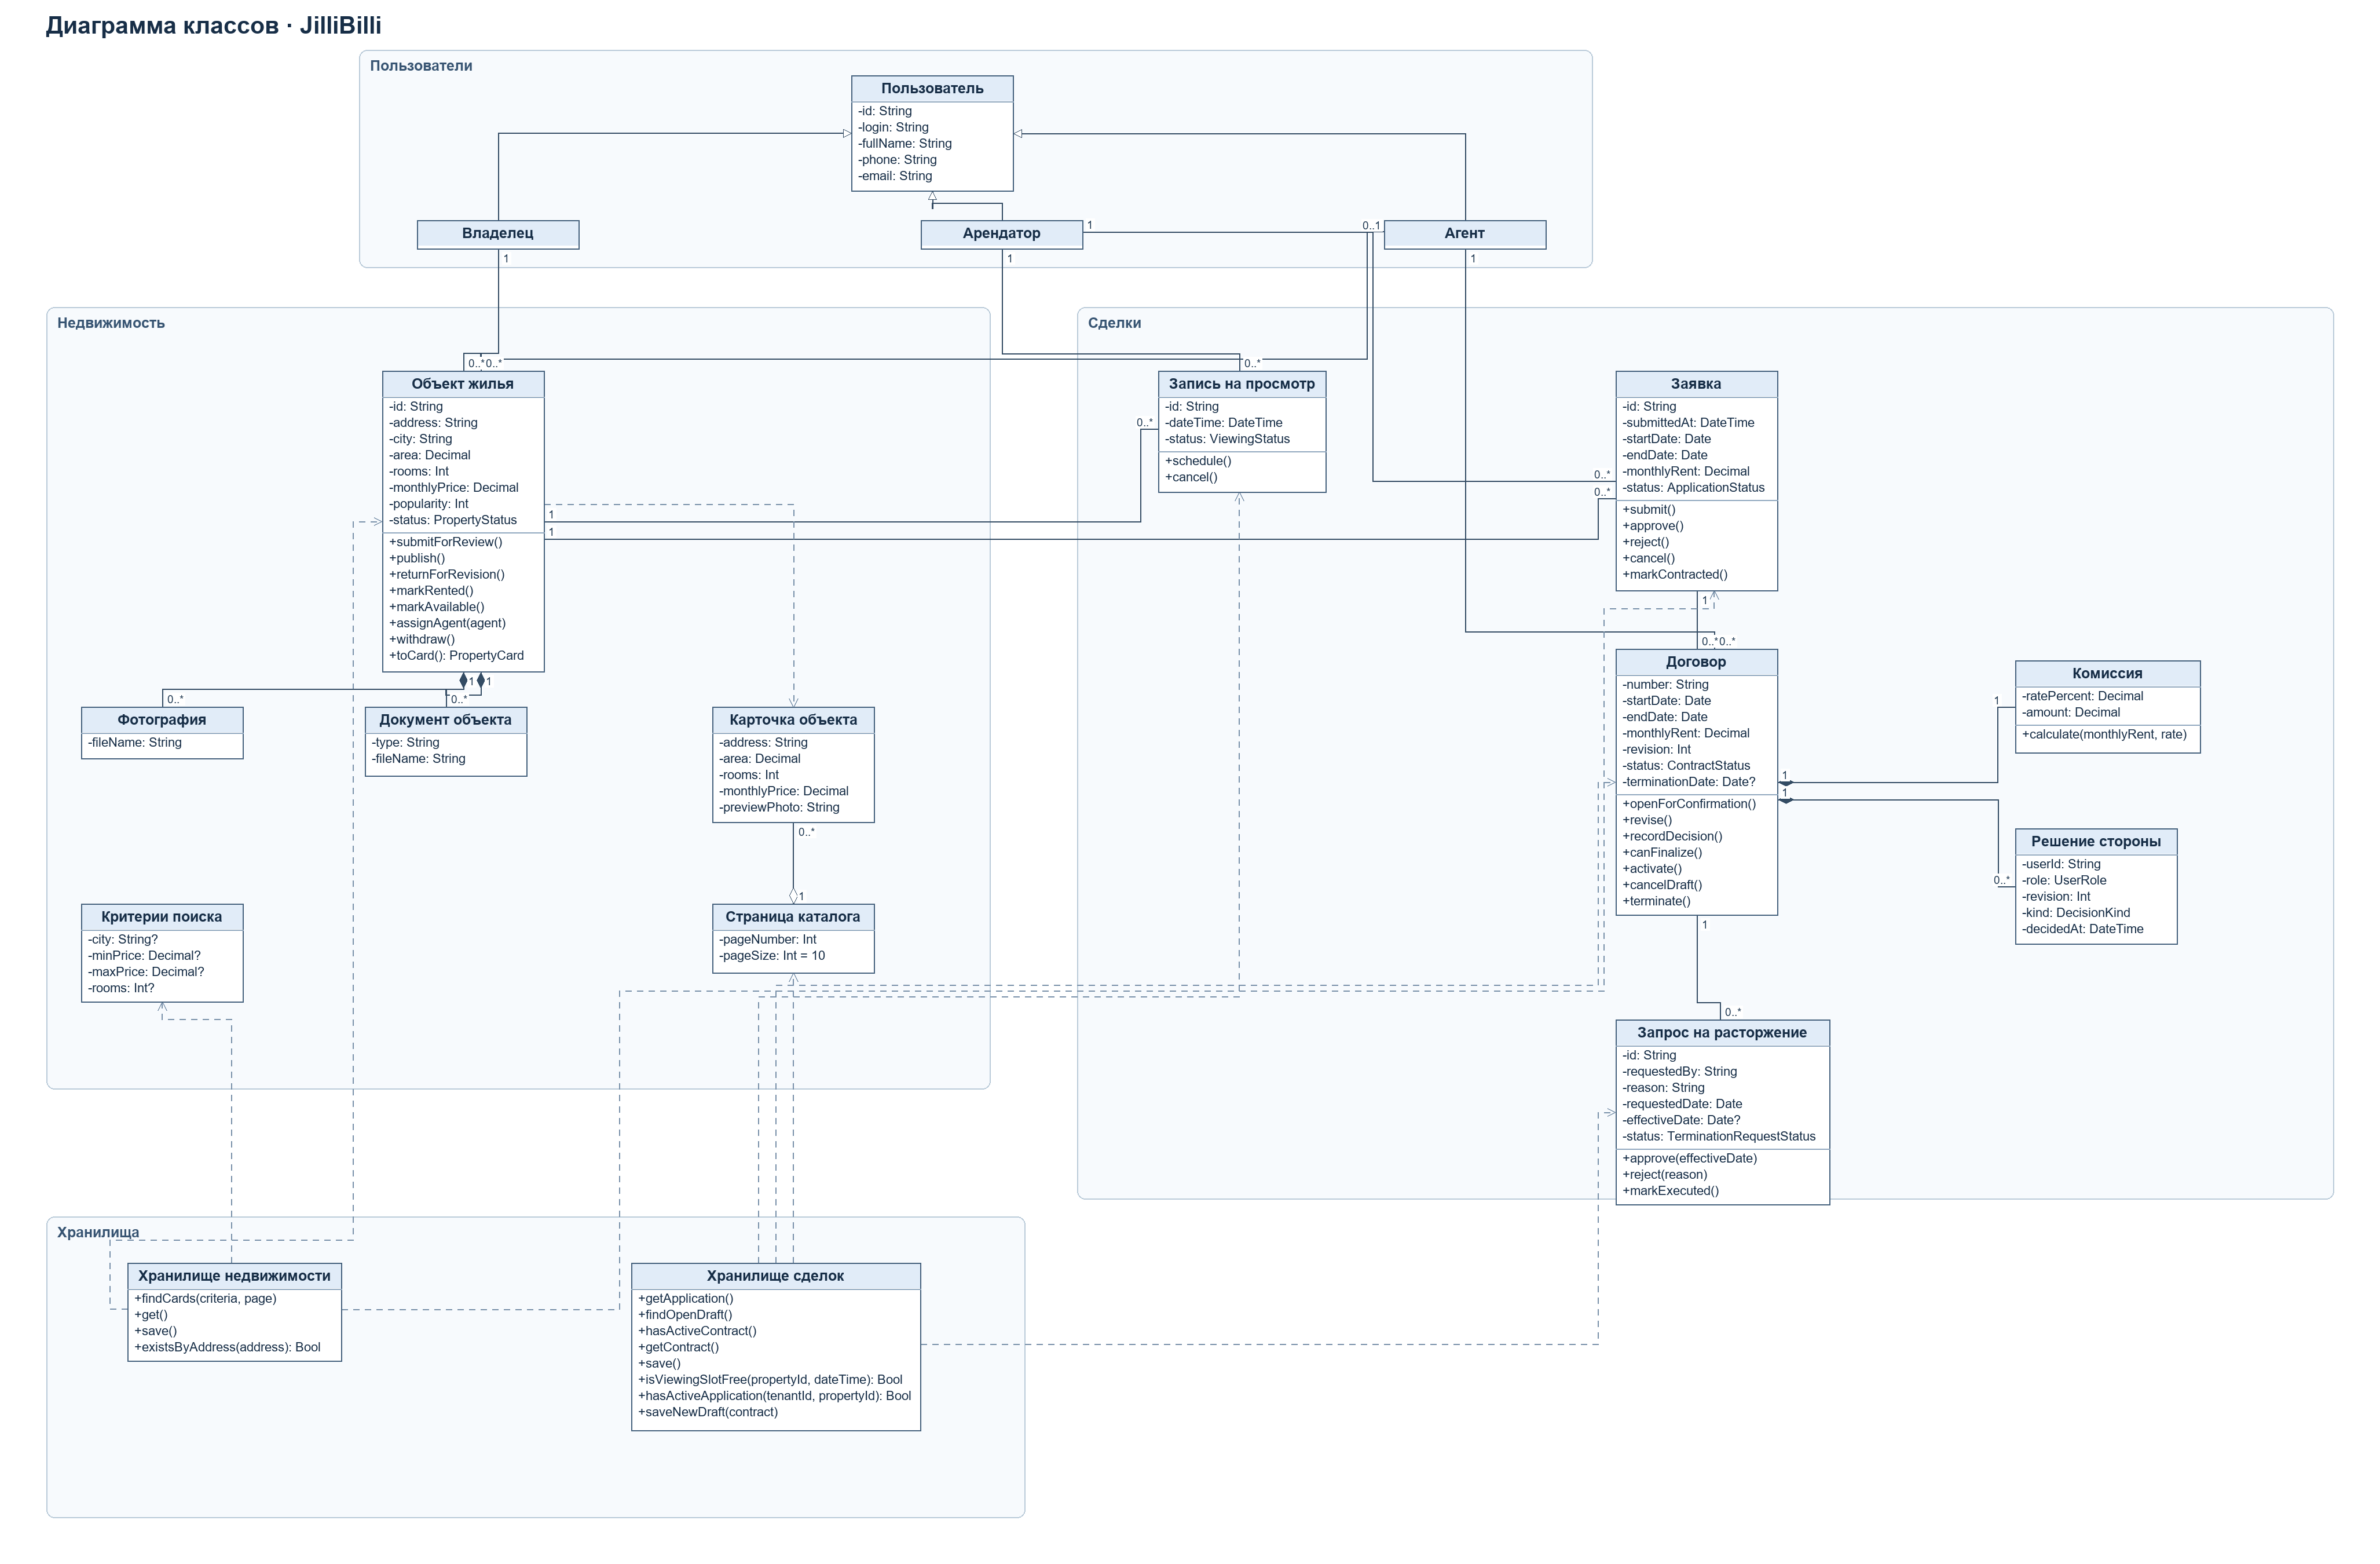 Диаграмма классов · JilliBilli
Пользователи
Пользователь
-id: String
-login: String
-fullName: String
-phone: String
-email: String
Владелец
1
Арендатор
1
1
0..1
Агент
1
Недвижимость
0..*
0..*
Объект жилья
-id: String
-address: String
-city: String
-area: Decimal
-rooms: Int
-monthlyPrice: Decimal
-popularity: Int
-status: PropertyStatus
+submitForReview()
+publish()
+returnForRevision()
+markRented()
+markAvailable()
+assignAgent(agent)
+withdraw()
+toCard(): PropertyCard
1
1
1
1
0..*
Фотография
-fileName: String
0..*
Документ объекта
-type: String
-fileName: String
Карточка объекта
-address: String
-area: Decimal
-rooms: Int
-monthlyPrice: Decimal
-previewPhoto: String
0..*
1
Критерии поиска
-city: String?
-minPrice: Decimal?
-maxPrice: Decimal?
-rooms: Int?
Страница каталога
-pageNumber: Int
-pageSize: Int = 10
Сделки
0..*
0..*
Запись на просмотр
-id: String
-dateTime: DateTime
-status: ViewingStatus
+schedule()
+cancel()
0..*
0..*
Заявка
-id: String
-submittedAt: DateTime
-startDate: Date
-endDate: Date
-monthlyRent: Decimal
-status: ApplicationStatus
+submit()
+approve()
+reject()
+cancel()
+markContracted()
1
0..*
0..*
Договор
-number: String
-startDate: Date
-endDate: Date
-monthlyRent: Decimal
-revision: Int
-status: ContractStatus
-terminationDate: Date?
+openForConfirmation()
+revise()
+recordDecision()
+canFinalize()
+activate()
+cancelDraft()
+terminate()
1
1
1
1
Комиссия
-ratePercent: Decimal
-amount: Decimal
+calculate(monthlyRent, rate)
0..*
Решение стороны
-userId: String
-role: UserRole
-revision: Int
-kind: DecisionKind
-decidedAt: DateTime
0..*
Запрос на расторжение
-id: String
-requestedBy: String
-reason: String
-requestedDate: Date
-effectiveDate: Date?
-status: TerminationRequestStatus
+approve(effectiveDate)
+reject(reason)
+markExecuted()
Хранилища
Хранилище недвижимости
+findCards(criteria, page)
+get()
+save()
+existsByAddress(address): Bool
Хранилище сделок
+getApplication()
+findOpenDraft()
+hasActiveContract()
+getContract()
+save()
+isViewingSlotFree(propertyId, dateTime): Bool
+hasActiveApplication(tenantId, propertyId): Bool
+saveNewDraft(contract)